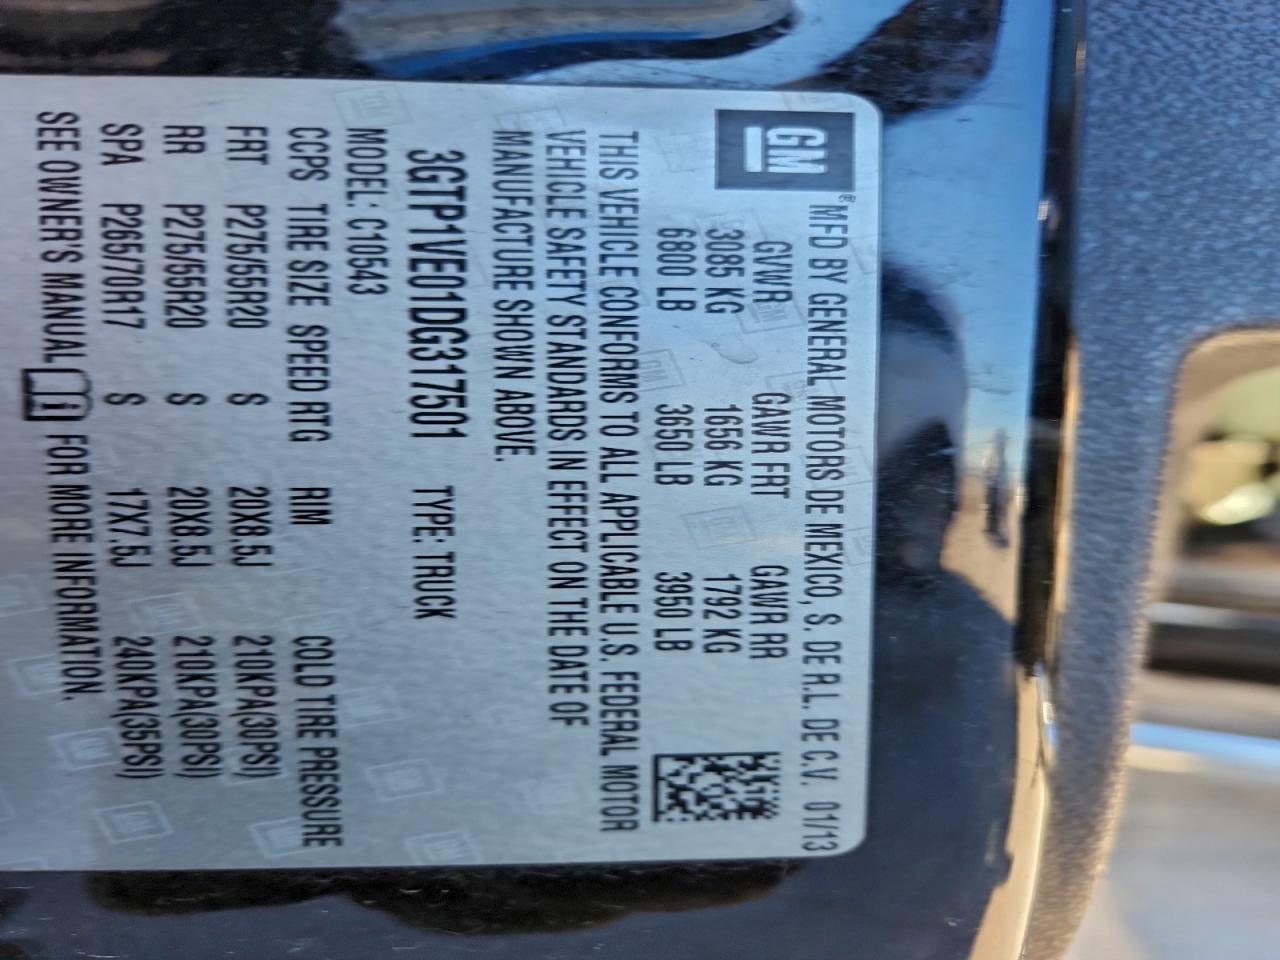 GM
® MFD BY GENERAL MOTORS DE MEXICO, S. DE R.L. DE C.V. 01/13
GVWR GAWR FRT GAWR RR
3085 KG 1656 KG 1792 KG
6800 LB 3650 LB 3950 LB
THIS VEHICLE CONFORMS TO ALL APPLICABLE U.S. FEDERAL MOTOR
VEHICLE SAFETY STANDARDS IN EFFECT ON THE DATE OF
MANUFACTURE SHOWN ABOVE.
3GTP1VE01DG317501 TYPE: TRUCK
MODEL: C10543
CCPS TIRE SIZE SPEED RTG RIM COLD TIRE PRESSURE
FRT P275/55R20 S 20X8.5J 210KPA(30PSI)
RR P275/55R20 S 20X8.5J 210KPA(30PSI)
SPA P265/70R17 S 17X7.5J 240KPA(35PSI)
SEE OWNER'S MANUAL i FOR MORE INFORMATION.